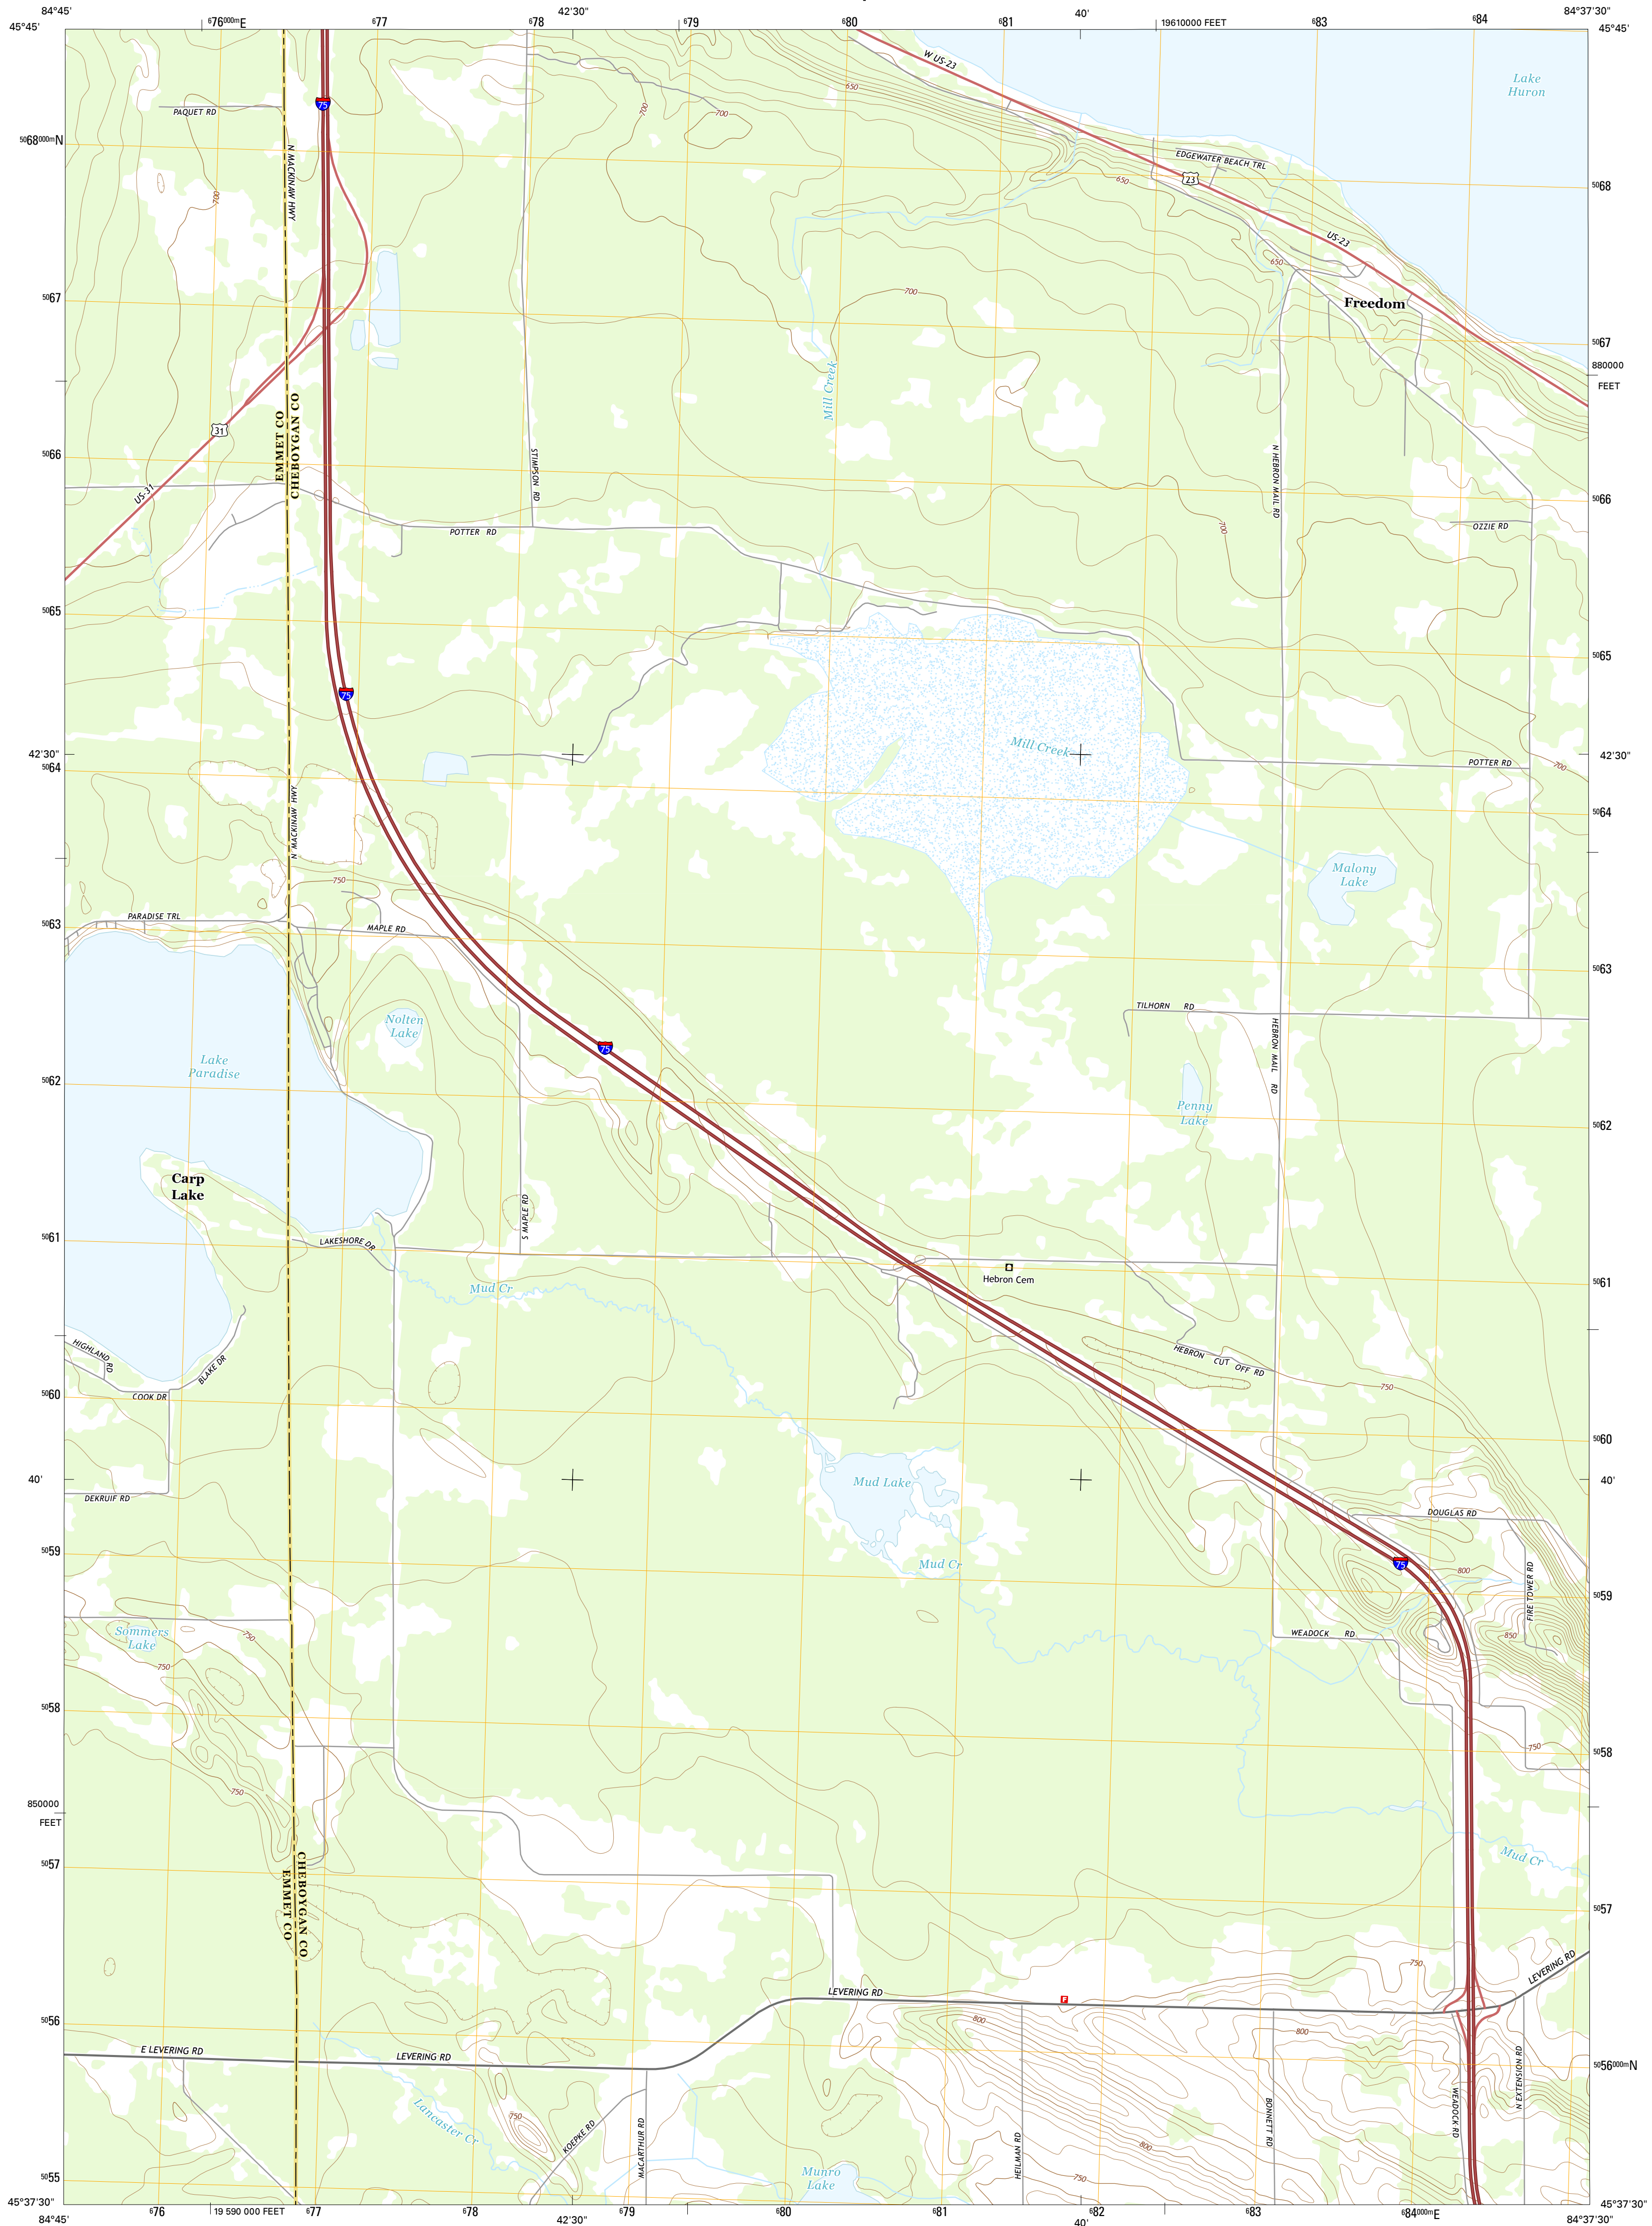 84°45'
⁶76⁰⁰⁰ᵐE
⁶77
⁶78
42'30"
⁶79
⁶80
⁶81
40'
19610000 FEET
⁶83
⁶84
84°37'30"
45°45'
45°45'
W US-23
Lake
Huron
75
PAQUET RD
650
700
700
⁵⁰68⁰⁰⁰ᵐN
N MACKINAW HWY
EDGEWATER BEACH TRL
650
23
⁵⁰68
700
US-23
650
⁵⁰67
700
Freedom
⁵⁰67
880000
FEET
Mill Creek
EMMET CO
CHEBOYGAN CO
31
⁵⁰66
STIMPSON RD
N HEBRON MAIL RD
US-31
⁵⁰66
POTTER RD
700
OZZIE RD
⁵⁰65
⁵⁰65
75
Mill Creek
42'30"
42'30"
⁵⁰64
POTTER RD
700
N MACKINAW HWY
⁵⁰64
Malony
Lake
750
PARADISE TRL
⁵⁰63
MAPLE RD
⁵⁰63
TILHORN RD
Nolten
Lake
HEBRON MAIL RD
75
Lake
Paradise
⁵⁰62
Penny
Lake
⁵⁰62
Carp
Lake
S MAPLE RD
⁵⁰61
LAKESHORE DR
Hebron Cem
⁵⁰61
Mud Cr
HIGHLAND RD
HEBRON CUT OFF RD
BLAKE DR
750
⁵⁰60
COOK DR
⁵⁰60
40'
Mud Lake
40'
DEKRUIF RD
DOUGLAS RD
⁵⁰59
Mud Cr
75
800
FIRE TOWER RD
⁵⁰59
Sommers
Lake
750
WEADOCK RD
850
750
⁵⁰58
750
⁵⁰58
750
850000
FEET
Mud Cr
⁵⁰57
CHEBOYGAN CO
EMMET CO
⁵⁰57
750
LEVERING RD
LEVERING RD
F
⁵⁰56
800
800
E LEVERING RD
LEVERING RD
⁵⁰56⁰⁰⁰ᵐN
N EXTENSION RD
WEADOCK RD
BONNETT RD
Lancaster Cr
750
KOEPKE RD
MACARTHUR RD
HEILMAN RD
800
Munro
Lake
750
⁵⁰55
45°37'30"
45°37'30"
84°45'
⁶76
19 590 000 FEET
⁶77
⁶78
42'30"
⁶79
⁶80
⁶81
40'
⁶82
⁶83
⁶84⁰⁰⁰ᵐE
84°37'30"